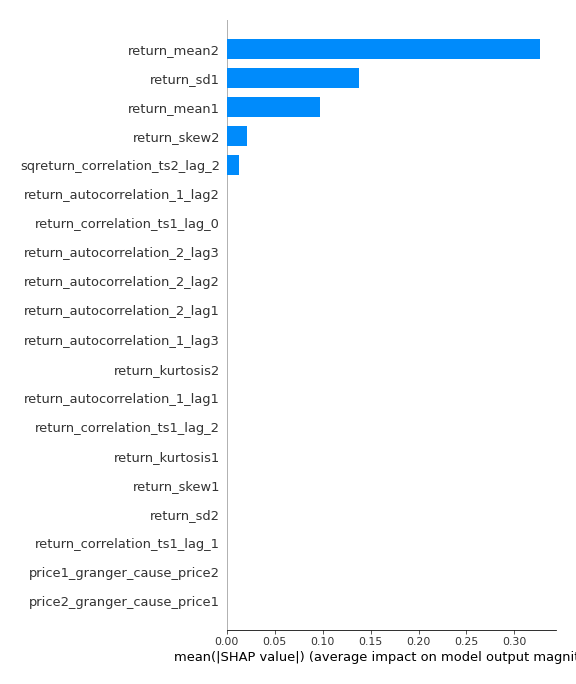 return_mean2
return_sd1
return_mean1
return_skew2
sqreturn_correlation_ts2_lag_2
return_autocorrelation_1_lag2
return_correlation_ts1_lag_0
return_autocorrelation_2_lag3
return_autocorrelation_2_lag2
return_autocorrelation_2_lag1
return_autocorrelation_1_lag3
return_kurtosis2
return_autocorrelation_1_lag1
return_correlation_ts1_lag_2
return_kurtosis1
return_skew1
return_sd2
return_correlation_ts1_lag_1
price1_granger_cause_price2
price2_granger_cause_price1
0.00 0.05 0.10 0.15 0.20 0.25 0.30
mean(|SHAP value|) (average impact on model output magnit